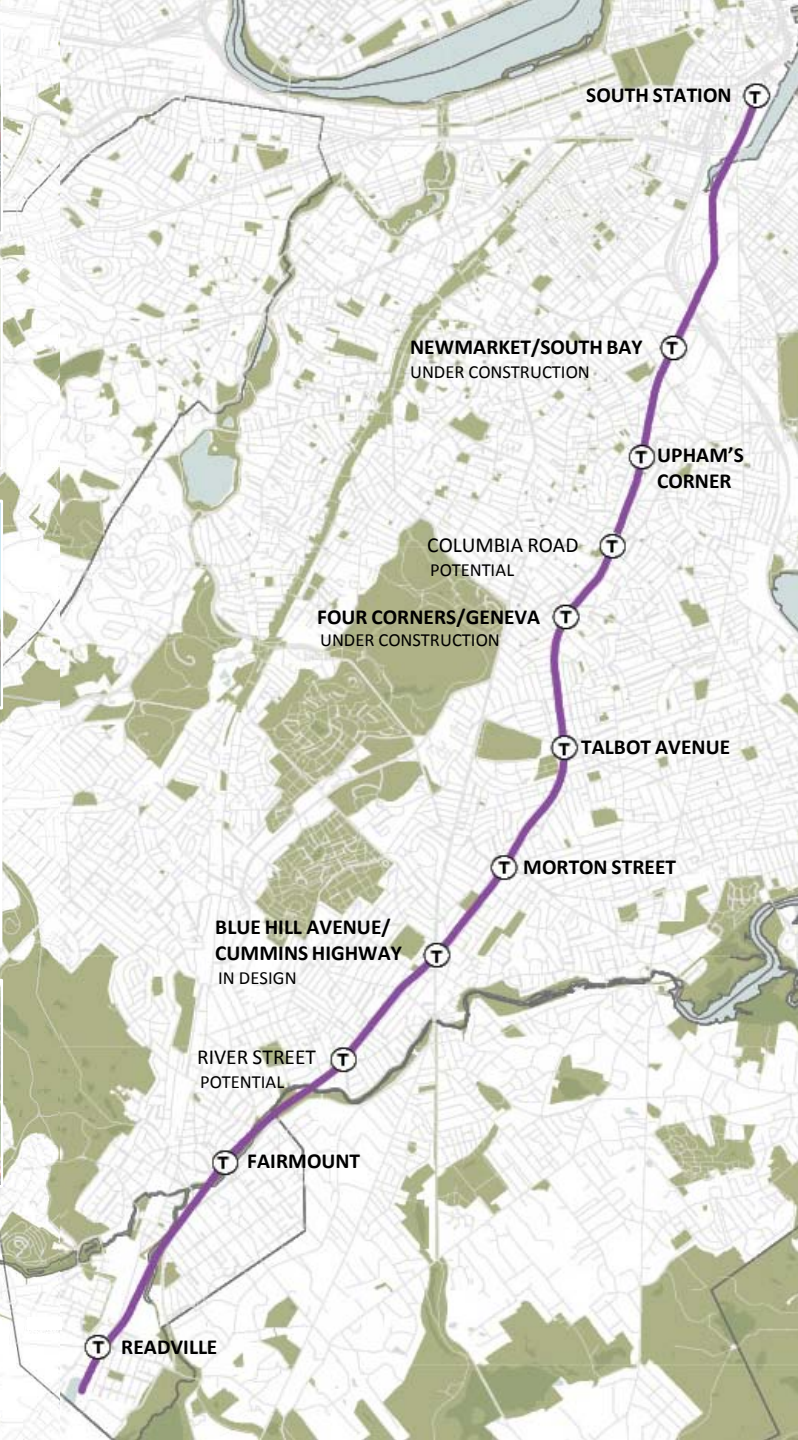 SOUTH STATION T
NEWMARKET/SOUTH BAY T
UNDER CONSTRUCTION
T UPHAM'S
CORNER
COLUMBIA ROAD T
POTENTIAL
FOUR CORNERS/GENEVA T
UNDER CONSTRUCTION
T TALBOT AVENUE
T MORTON STREET
BLUE HILL AVENUE/
CUMMINS HIGHWAY T
IN DESIGN
RIVER STREET T
POTENTIAL
T FAIRMOUNT
T READVILLE